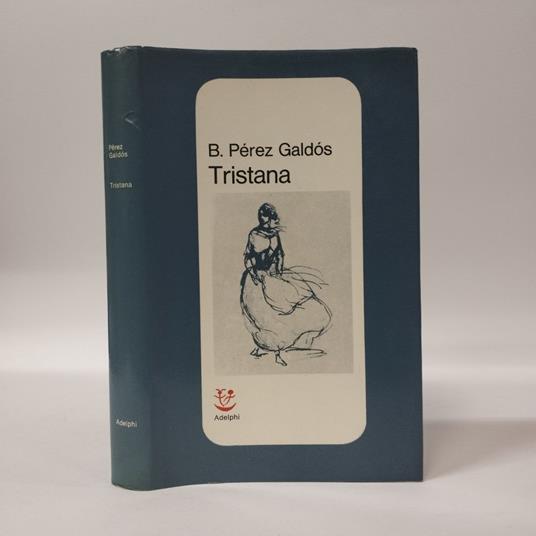 Pérez
Galdós
Tristana
Adelphi
B. Pérez Galdós
Tristana
Adelphi